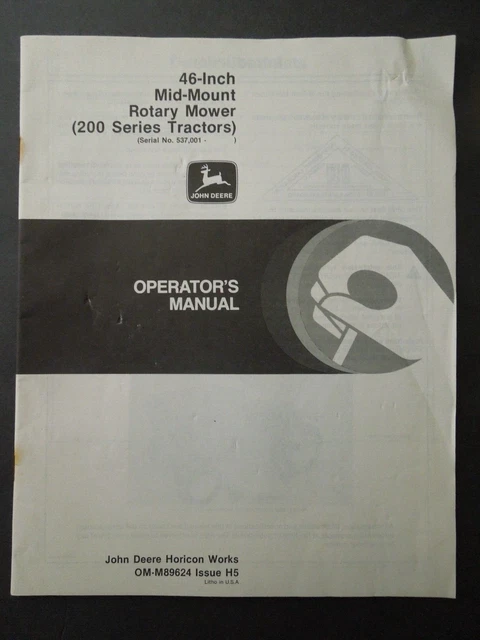 46-Inch
Mid-Mount
Rotary Mower
(200 Series Tractors)
(Serial No. 537,001 -          )
JOHN DEERE
OPERATOR'S
MANUAL
John Deere Horicon Works
OM-M89624 Issue H5
Litho in U.S.A